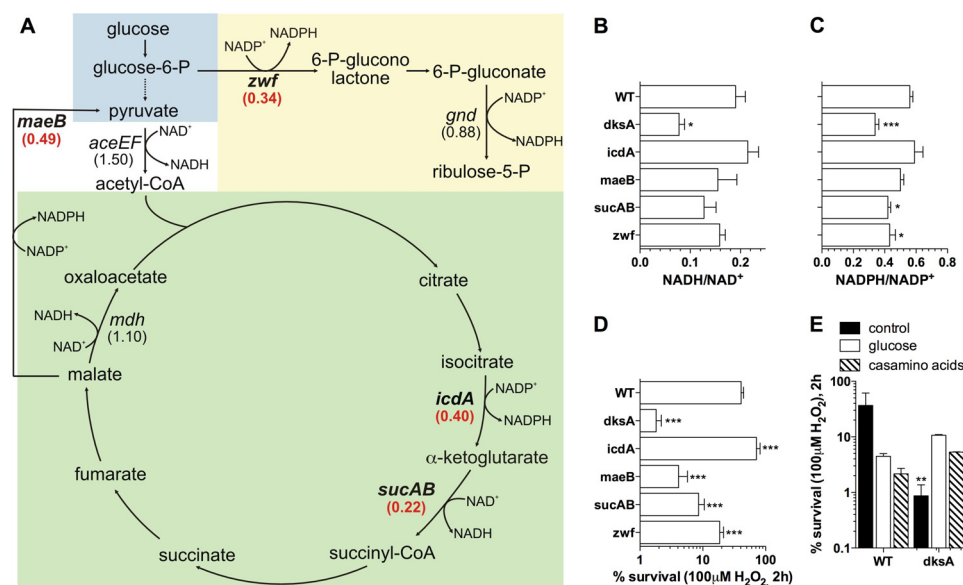 A
glucose
glucose-6-P
pyruvate
NADP⁺
NADPH
zwf
(0.34)
6-P-glucono
lactone
6-P-gluconate
gnd
(0.88)
NADP⁺
NADPH
ribulose-5-P
maeB
(0.49)
aceEF
(1.50)
NAD⁺
NADH
acetyl-CoA
NADPH
NADP⁺
oxaloacetate
citrate
NADH
NAD⁺
mdh
(1.10)
isocitrate
malate
icdA
(0.40)
NADP⁺
NADPH
α-ketoglutarate
fumarate
sucAB
(0.22)
NAD⁺
NADH
succinate
succinyl-CoA
B
WT
dksA
icdA
maeB
sucAB
zwf
*
0.0
0.1
0.2
NADH/NAD⁺
C
***
*
*
0.0
0.2
0.4
0.6
0.8
NADPH/NADP⁺
D
WT
dksA
icdA
maeB
sucAB
zwf
***
***
***
***
***
1
10
100
% survival (100µM H₂O₂, 2h)
E
control
glucose
casamino acids
% survival (100µM H₂O₂), 2h
100
10
1
0.1
**
WT
dksA